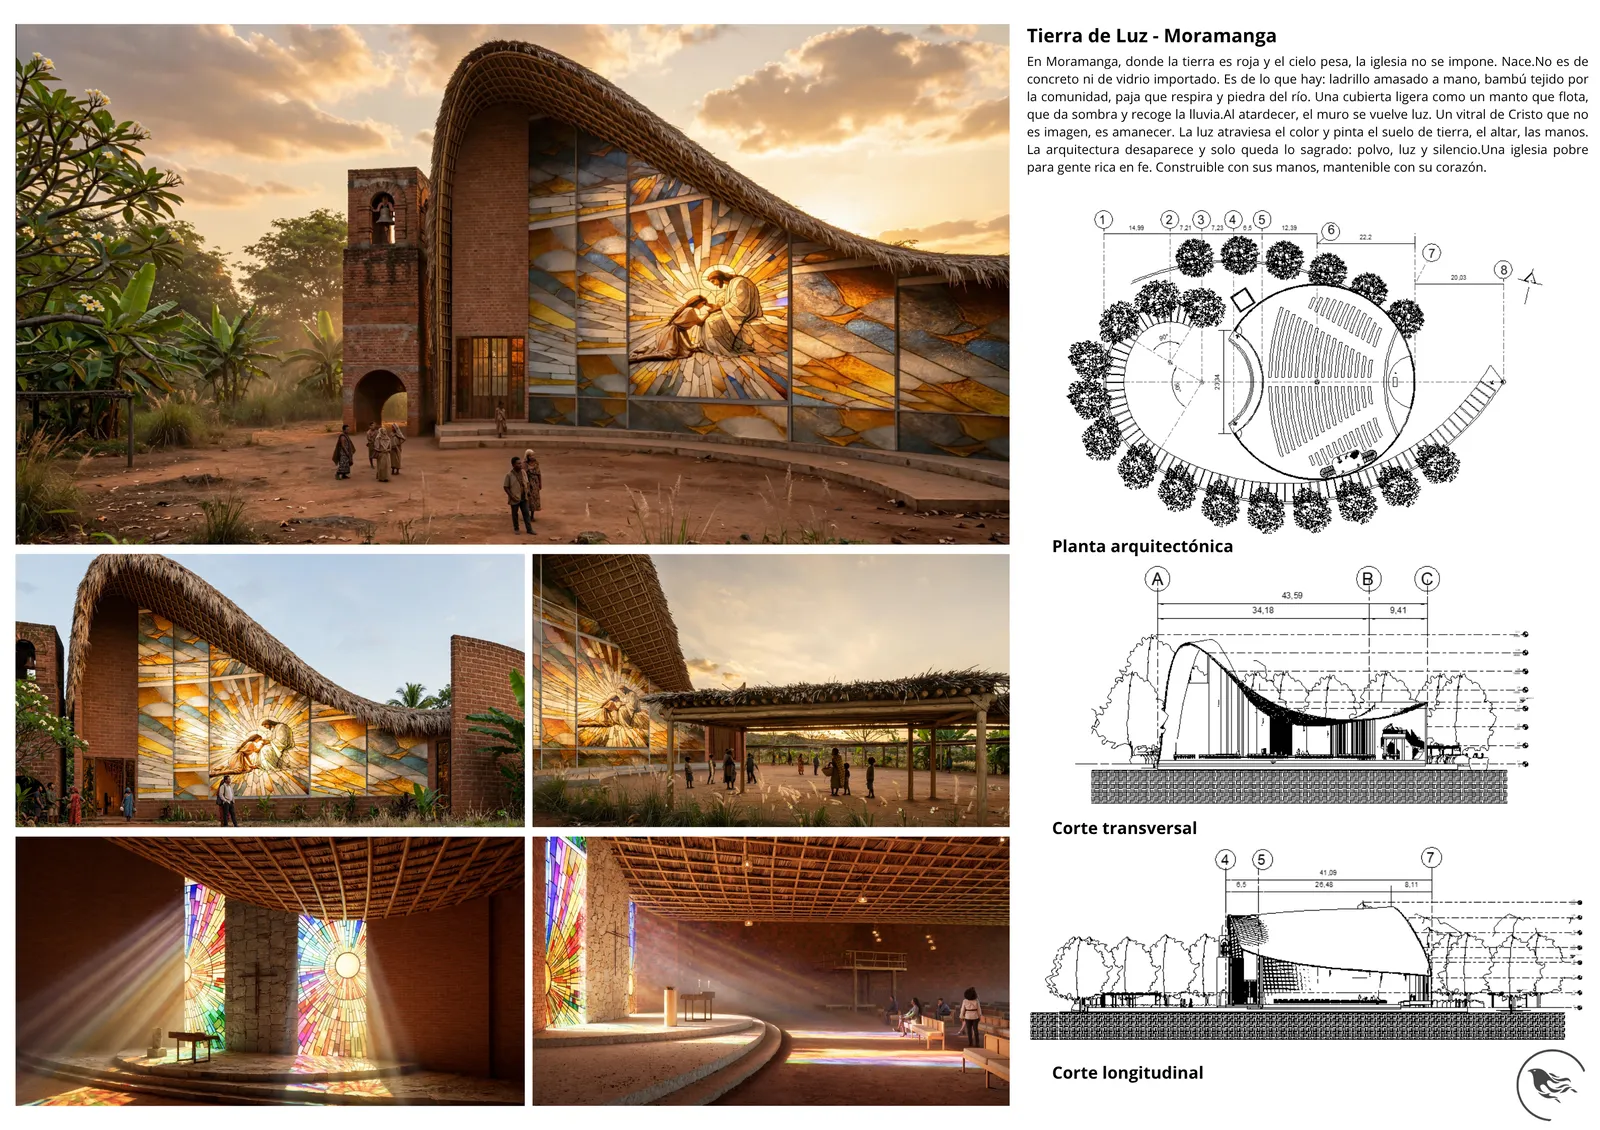 Tierra de Luz - Moramanga
En Moramanga, donde la tierra es roja y el cielo pesa, la iglesia no se impone. Nace.No es de
concreto ni de vidrio importado. Es de lo que hay: ladrillo amasado a mano, bambú tejido por
la comunidad, paja que respira y piedra del río. Una cubierta ligera como un manto que flota,
que da sombra y recoge la lluvia.Al atardecer, el muro se vuelve luz. Un vitral de Cristo que no
es imagen, es amanecer. La luz atraviesa el color y pinta el suelo de tierra, el altar, las manos.
La arquitectura desaparece y solo queda lo sagrado: polvo, luz y silencio.Una iglesia pobre
para gente rica en fe. Construible con sus manos, mantenible con su corazón.
1 2 3 4 5 6 7 8
14,99 7,21 7,23 6,5 12,39 22,2 20,03
90°
Planta arquitectónica
A B C
43,59
34,18 9,41
Corte transversal
4 5 7
41,09
6,5 26,48 8,11
Corte longitudinal